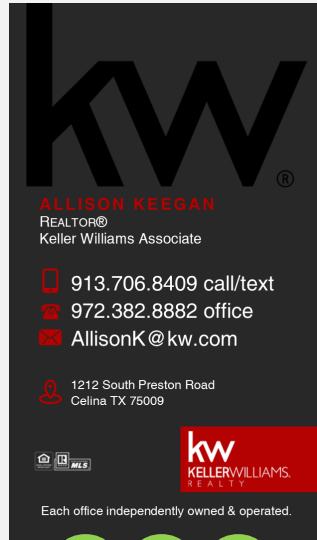 kw®
ALLISON KEEGAN
REALTOR®
Keller Williams Associate
913.706.8409 call/text
972.382.8882 office
AllisonK@kw.com
1212 South Preston Road
Celina TX 75009
kw
KELLERWILLIAMS.
REALTY
MLS
Each office independently owned & operated.